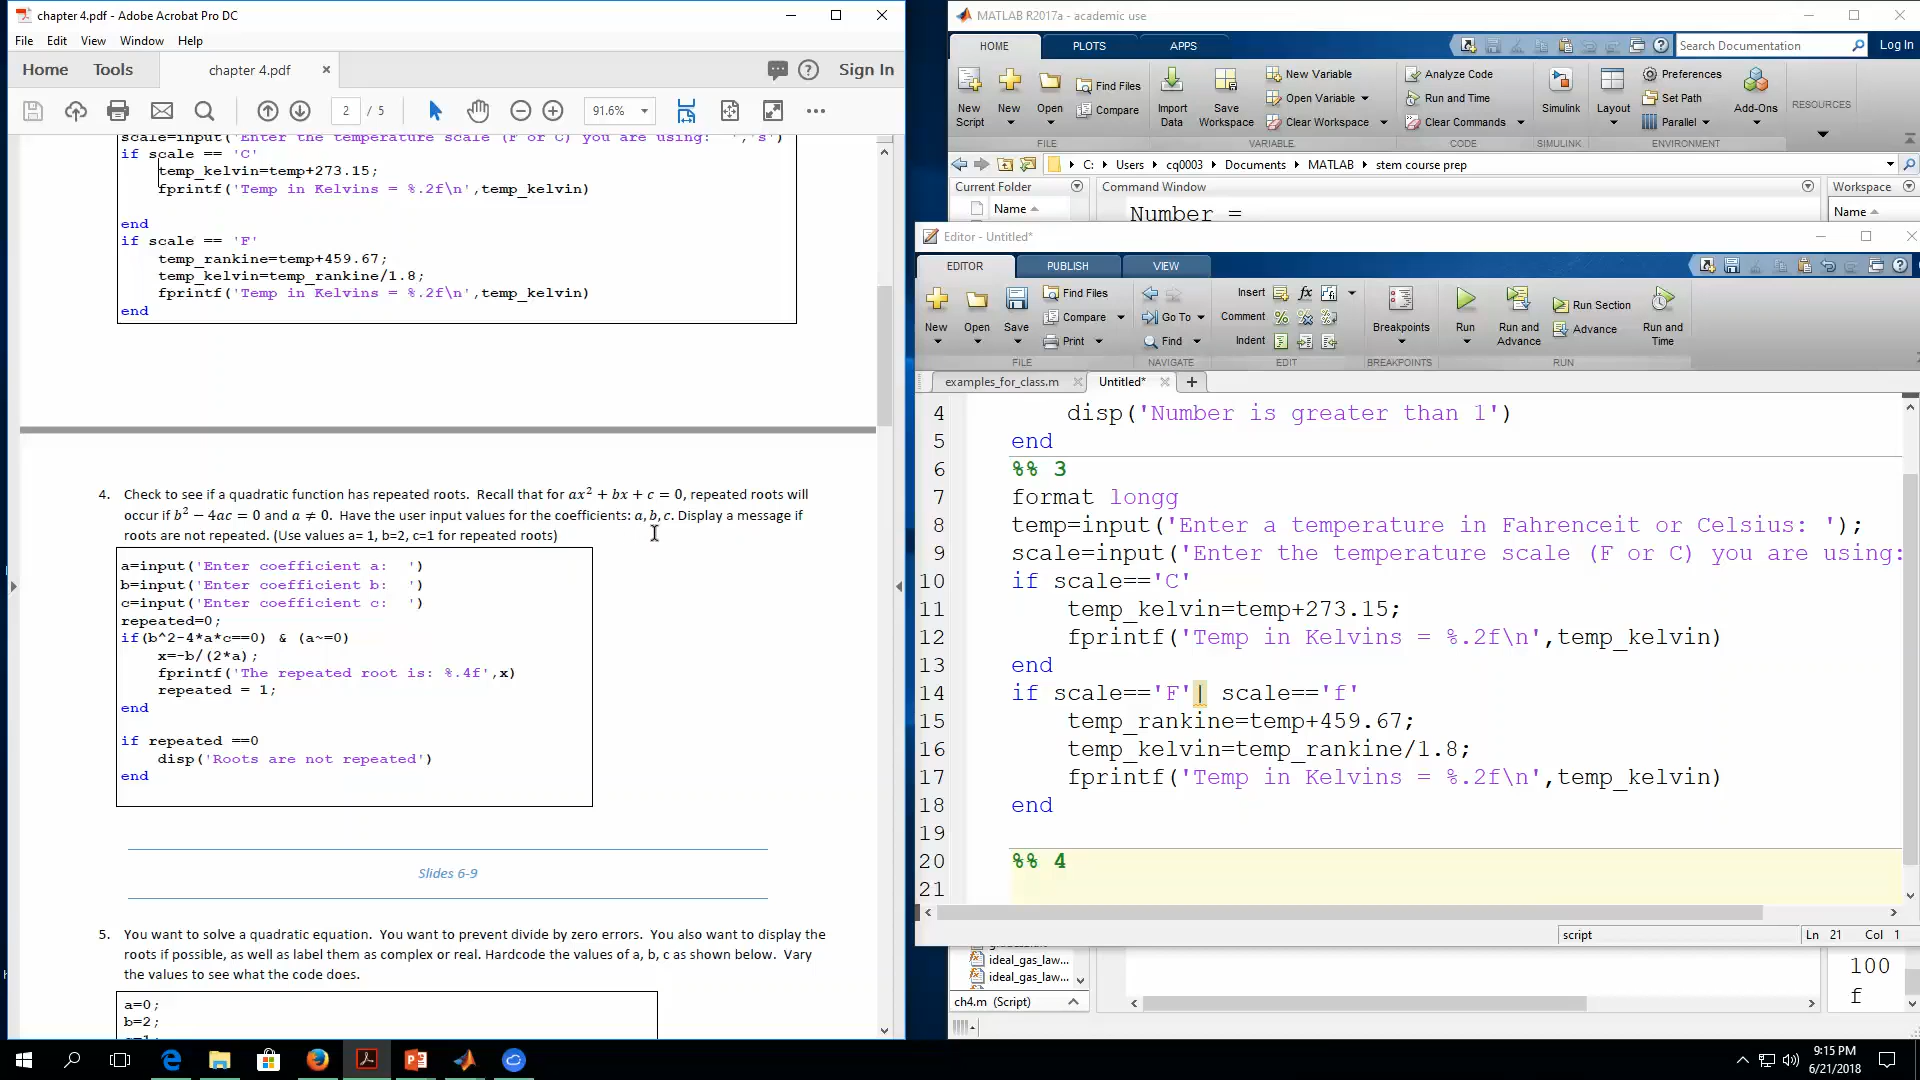 chapter 4.pdf - Adobe Acrobat Pro DC
File Edit View Window Help
Home Tools chapter 4.pdf × Sign In
2 / 5 91.6%
scale=input('Enter the temperature scale (F or C) you are using:  ','s')
if scale == 'C'
temp_kelvin=temp+273.15;
fprintf('Temp in Kelvins = %.2f\n',temp_kelvin)
end
if scale == 'F'
temp_rankine=temp+459.67;
temp_kelvin=temp_rankine/1.8;
fprintf('Temp in Kelvins = %.2f\n',temp_kelvin)
end
4. Check to see if a quadratic function has repeated roots. Recall that for ax² + bx + c = 0, repeated roots will
occur if b² − 4ac = 0 and a ≠ 0. Have the user input values for the coefficients: a, b, c. Display a message if
roots are not repeated. (Use values a= 1, b=2, c=1 for repeated roots)
a=input('Enter coefficient a:  ')
b=input('Enter coefficient b:  ')
c=input('Enter coefficient c:  ')
repeated=0;
if(b^2-4*a*c==0) & (a~=0)
x=-b/(2*a);
fprintf('The repeated root is: %.4f',x)
repeated = 1;
end
if repeated ==0
disp('Roots are not repeated')
end
Slides 6-9
5. You want to solve a quadratic equation. You want to prevent divide by zero errors. You also want to display the
roots if possible, as well as label them as complex or real. Hardcode the values of a, b, c as shown below. Vary
the values to see what the code does.
a=0;
b=2;
MATLAB R2017a - academic use
HOME PLOTS APPS Search Documentation Log In
New Script New Open Find Files Compare Import Data Save Workspace New Variable Open Variable Clear Workspace Analyze Code Run and Time Clear Commands Simulink Layout Preferences Set Path Parallel Add-Ons RESOURCES
FILE VARIABLE CODE SIMULINK ENVIRONMENT
C: Users cq0003 Documents MATLAB stem course prep
Current Folder Command Window Workspace
Name Number = Name
Editor - Untitled*
EDITOR PUBLISH VIEW
New Open Save Find Files Compare Print Go To Find Insert Comment Indent fx Breakpoints Run Run and Advance Run Section Advance Run and Time
FILE NAVIGATE EDIT BREAKPOINTS RUN
examples_for_class.m × Untitled* × +
4 disp('Number is greater than 1')
5 end
6 %% 3
7 format longg
8 temp=input('Enter a temperature in Fahrenceit or Celsius: ');
9 scale=input('Enter the temperature scale (F or C) you are using:
10 if scale=='C'
11 temp_kelvin=temp+273.15;
12 fprintf('Temp in Kelvins = %.2f\n',temp_kelvin)
13 end
14 if scale=='F'| scale=='f'
15 temp_rankine=temp+459.67;
16 temp_kelvin=temp_rankine/1.8;
17 fprintf('Temp in Kelvins = %.2f\n',temp_kelvin)
18 end
19
20 %% 4
21
script Ln 21 Col 1
ideal_gas_law...
ideal_gas_law...
ch4.m (Script)
100
f
9:15 PM
6/21/2018